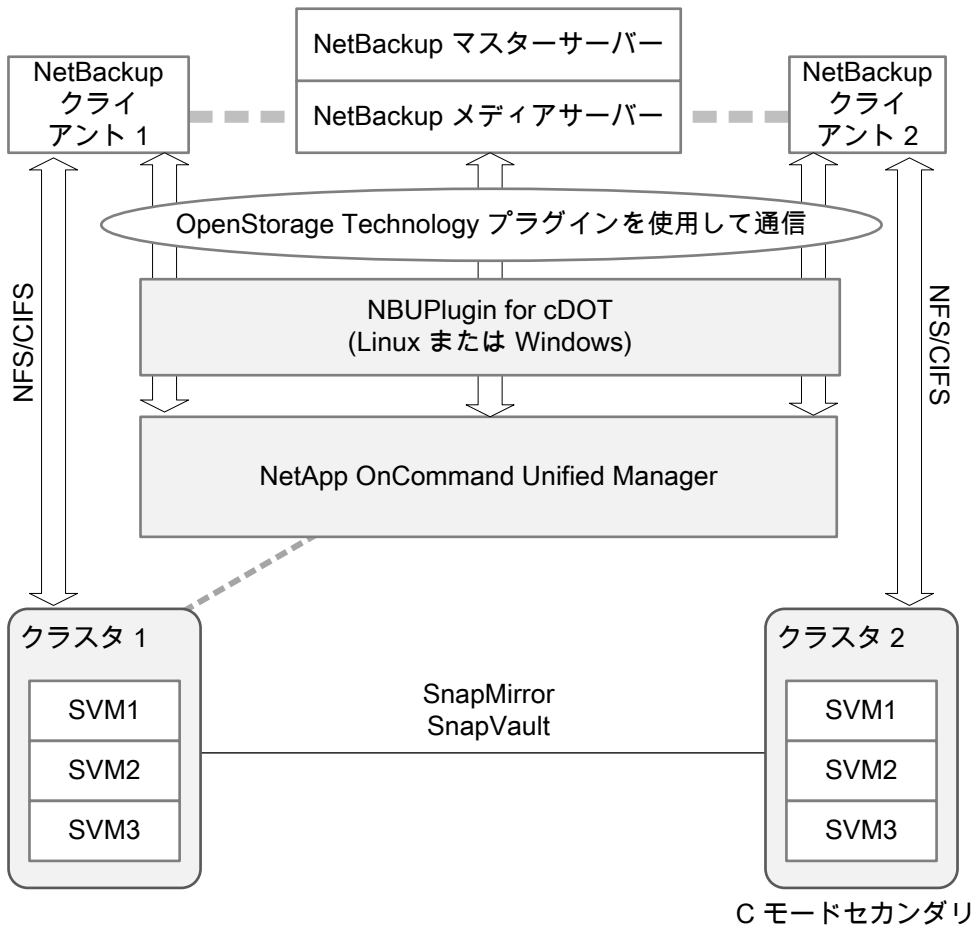 NetBackup マスターサーバー
NetBackup メディアサーバー
NetBackup
クライ
アント 1
NetBackup
クライ
アント 2
OpenStorage Technology プラグインを使用して通信
NFS/CIFS
NFS/CIFS
NBUPlugin for cDOT
(Linux または Windows)
NetApp OnCommand Unified Manager
クラスタ 1
SVM1
SVM2
SVM3
SnapMirror
SnapVault
クラスタ 2
SVM1
SVM2
SVM3
C モードセカンダリ